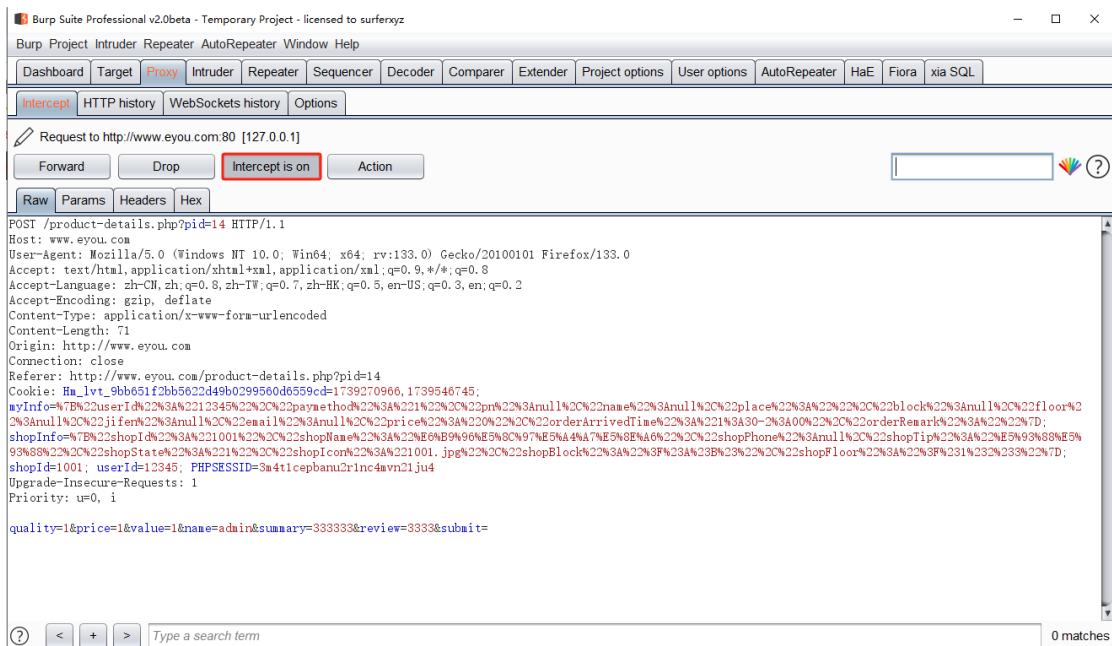 Burp Suite Professional v2.0beta - Temporary Project - licensed to surferxyz
Burp Project Intruder Repeater AutoRepeater Window Help
Dashboard Target Proxy Intruder Repeater Sequencer Decoder Comparer Extender Project options User options AutoRepeater HaE Fiora xia SQL
Intercept HTTP history WebSockets history Options
Request to http://www.eyou.com:80 [127.0.0.1]
Forward Drop Intercept is on Action
Raw Params Headers Hex
POST /product-details.php?pid=14 HTTP/1.1
Host: www.eyou.com
User-Agent: Mozilla/5.0 (Windows NT 10.0; Win64; x64; rv:133.0) Gecko/20100101 Firefox/133.0
Accept: text/html,application/xhtml+xml,application/xml;q=0.9,*/*;q=0.8
Accept-Language: zh-CN,zh;q=0.8,zh-TW;q=0.7,zh-HK;q=0.5,en-US;q=0.3,en;q=0.2
Accept-Encoding: gzip, deflate
Content-Type: application/x-www-form-urlencoded
Content-Length: 71
Origin: http://www.eyou.com
Connection: close
Referer: http://www.eyou.com/product-details.php?pid=14
Cookie: Hm_lvt_9bb651f2bb5622d49b0299560d6559cd=1739270966,1739546745;
myInfo=%7B%22userId%22%3A%2212345%22%2C%22paymethod%22%3A%221%22%2C%22pn%22%3Anull%2C%22name%22%3Anull%2C%22place%22%3A%22%22%2C%22block%22%3Anull%2C%22floor%2
2%3Anull%2C%22jifen%22%3Anull%2C%22email%22%3Anull%2C%22price%22%3A%220%22%2C%22orderArrivedTime%22%3A%221%3A30-2%3A00%22%2C%22orderRemark%22%3A%22%22%7D;
shopInfo=%7B%22shopId%22%3A%221001%22%2C%22shopName%22%3A%22%E6%B9%96%E5%8C%97%E5%A4%A7%E5%8E%A6%22%2C%22shopPhone%22%3Anull%2C%22shopTip%22%3A%22%E5%93%88%E5%
93%88%22%2C%22shopState%22%3A%221%22%2C%22shopIcon%22%3A%221001.jpg%22%2C%22shopBlock%22%3A%22%3F%23A%23B%23%22%2C%22shopFloor%22%3A%22%3F%231%232%233%22%7D;
shopId=1001; userId=12345; PHPSESSID=3m4t1cepbanu2r1nc4mvn21ju4
Upgrade-Insecure-Requests: 1
Priority: u=0, i
quality=1&price=1&value=1&name=admin&summary=333333&review=3333&submit=
< + > Type a search term 0 matches